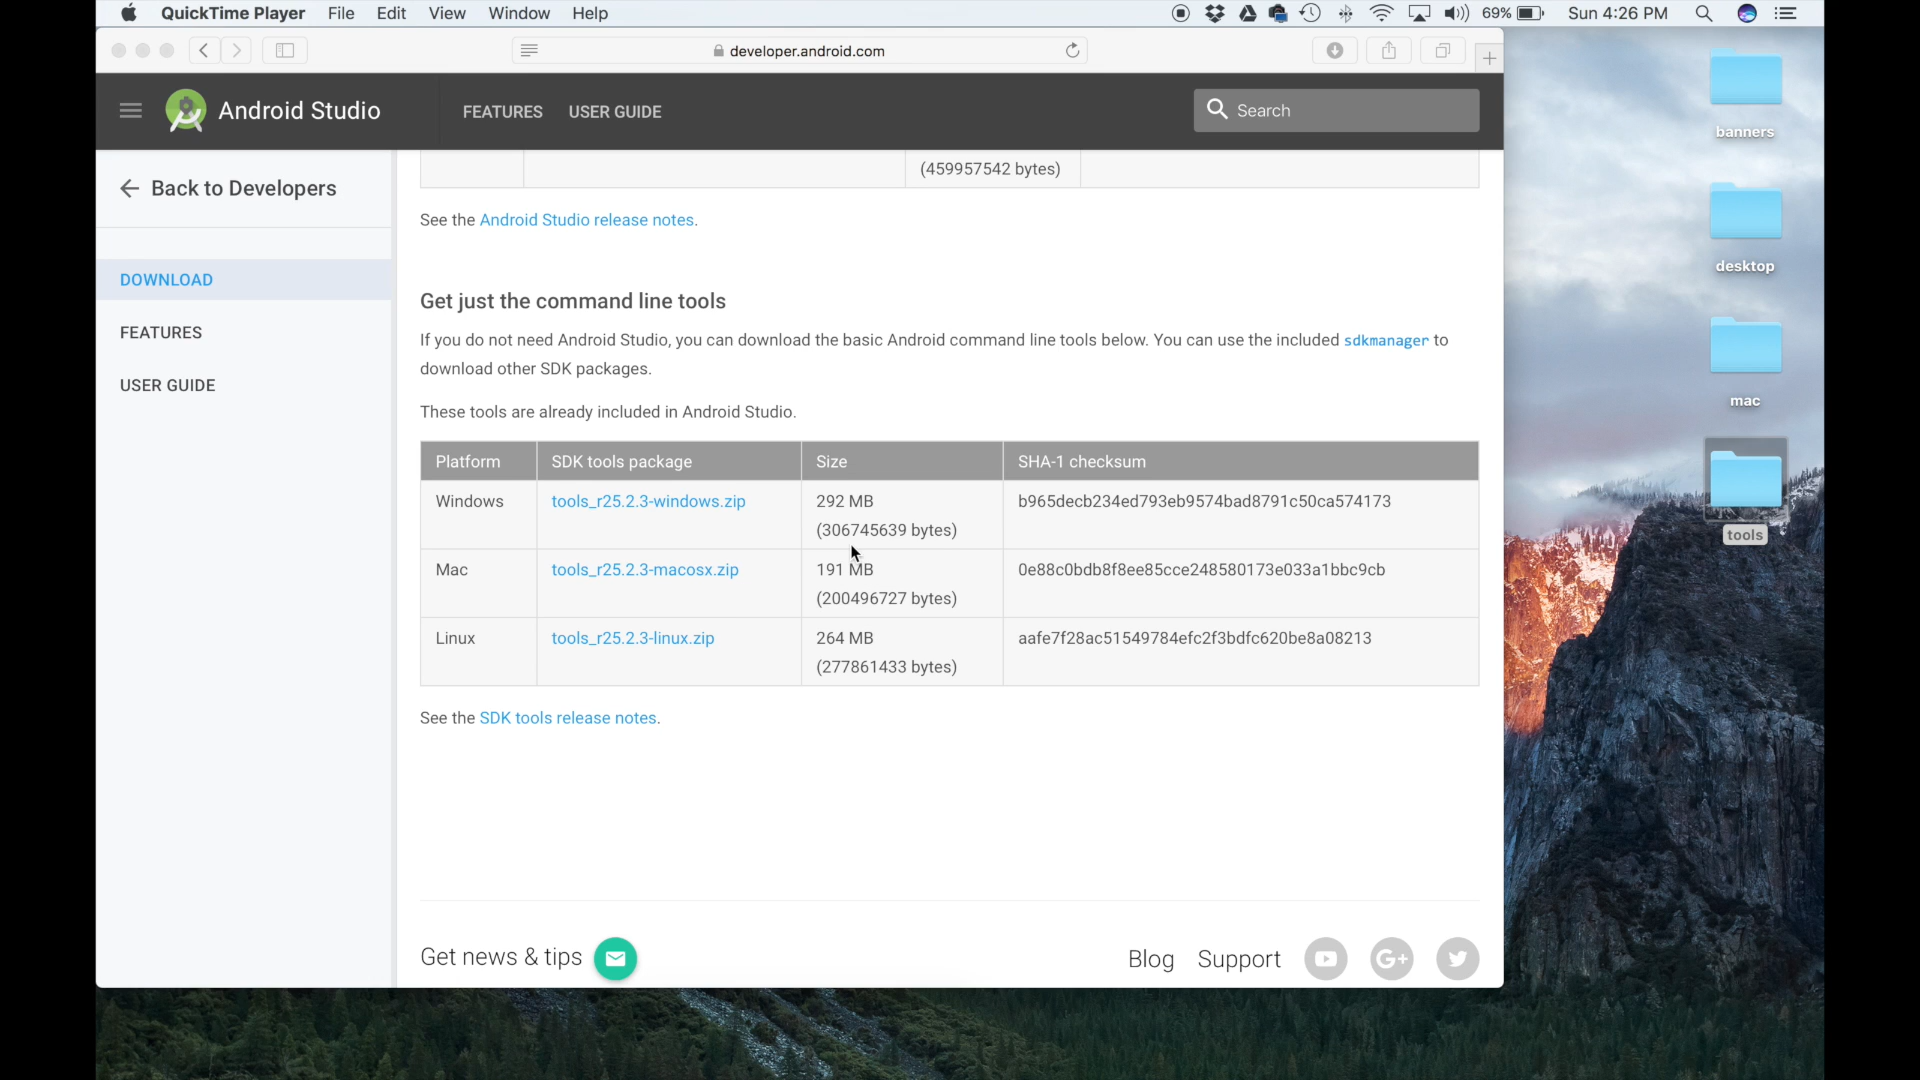 QuickTime Player File Edit View Window Help 69% Sun 4:26 PM
developer.android.com
Android Studio FEATURES USER GUIDE Search
Back to Developers
DOWNLOAD
FEATURES
USER GUIDE
(459957542 bytes)
See the Android Studio release notes.
Get just the command line tools
If you do not need Android Studio, you can download the basic Android command line tools below. You can use the included sdkmanager to
download other SDK packages.
These tools are already included in Android Studio.
Platform SDK tools package Size SHA-1 checksum
Windows tools_r25.2.3-windows.zip 292 MB b965decb234ed793eb9574bad8791c50ca574173
(306745639 bytes)
Mac tools_r25.2.3-macosx.zip 191 MB 0e88c0bdb8f8ee85cce248580173e033a1bbc9cb
(200496727 bytes)
Linux tools_r25.2.3-linux.zip 264 MB aafe7f28ac51549784efc2f3bdfc620be8a08213
(277861433 bytes)
See the SDK tools release notes.
Get news & tips Blog Support G+
banners
desktop
mac
tools